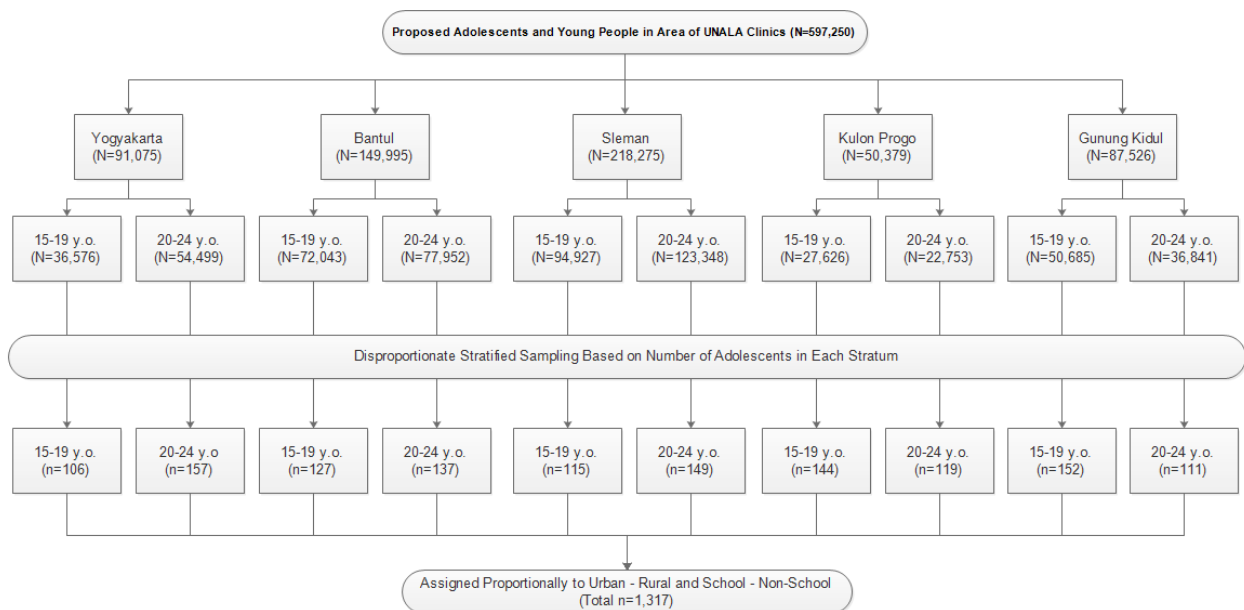 Proposed Adolescents and Young People in Area of UNALA Clinics (N=597,250)
Yogyakarta
(N=91,075)
Bantul
(N=149,995)
Sleman
(N=218,275)
Kulon Progo
(N=50,379)
Gunung Kidul
(N=87,526)
15-19 y.o.
(N=36,576)
20-24 y.o.
(N=54,499)
15-19 y.o.
(N=72,043)
20-24 y.o.
(N=77,952)
15-19 y.o.
(N=94,927)
20-24 y.o.
(N=123,348)
15-19 y.o.
(N=27,626)
20-24 y.o.
(N=22,753)
15-19 y.o.
(N=50,685)
20-24 y.o.
(N=36,841)
Disproportionate Stratified Sampling Based on Number of Adolescents in Each Stratum
15-19 y.o.
(n=106)
20-24 y.o
(n=157)
15-19 y.o.
(n=127)
20-24 y.o.
(n=137)
15-19 y.o.
(n=115)
20-24 y.o.
(n=149)
15-19 y.o.
(n=144)
20-24 y.o.
(n=119)
15-19 y.o.
(n=152)
20-24 y.o.
(n=111)
Assigned Proportionally to Urban - Rural and School - Non-School
(Total n=1,317)